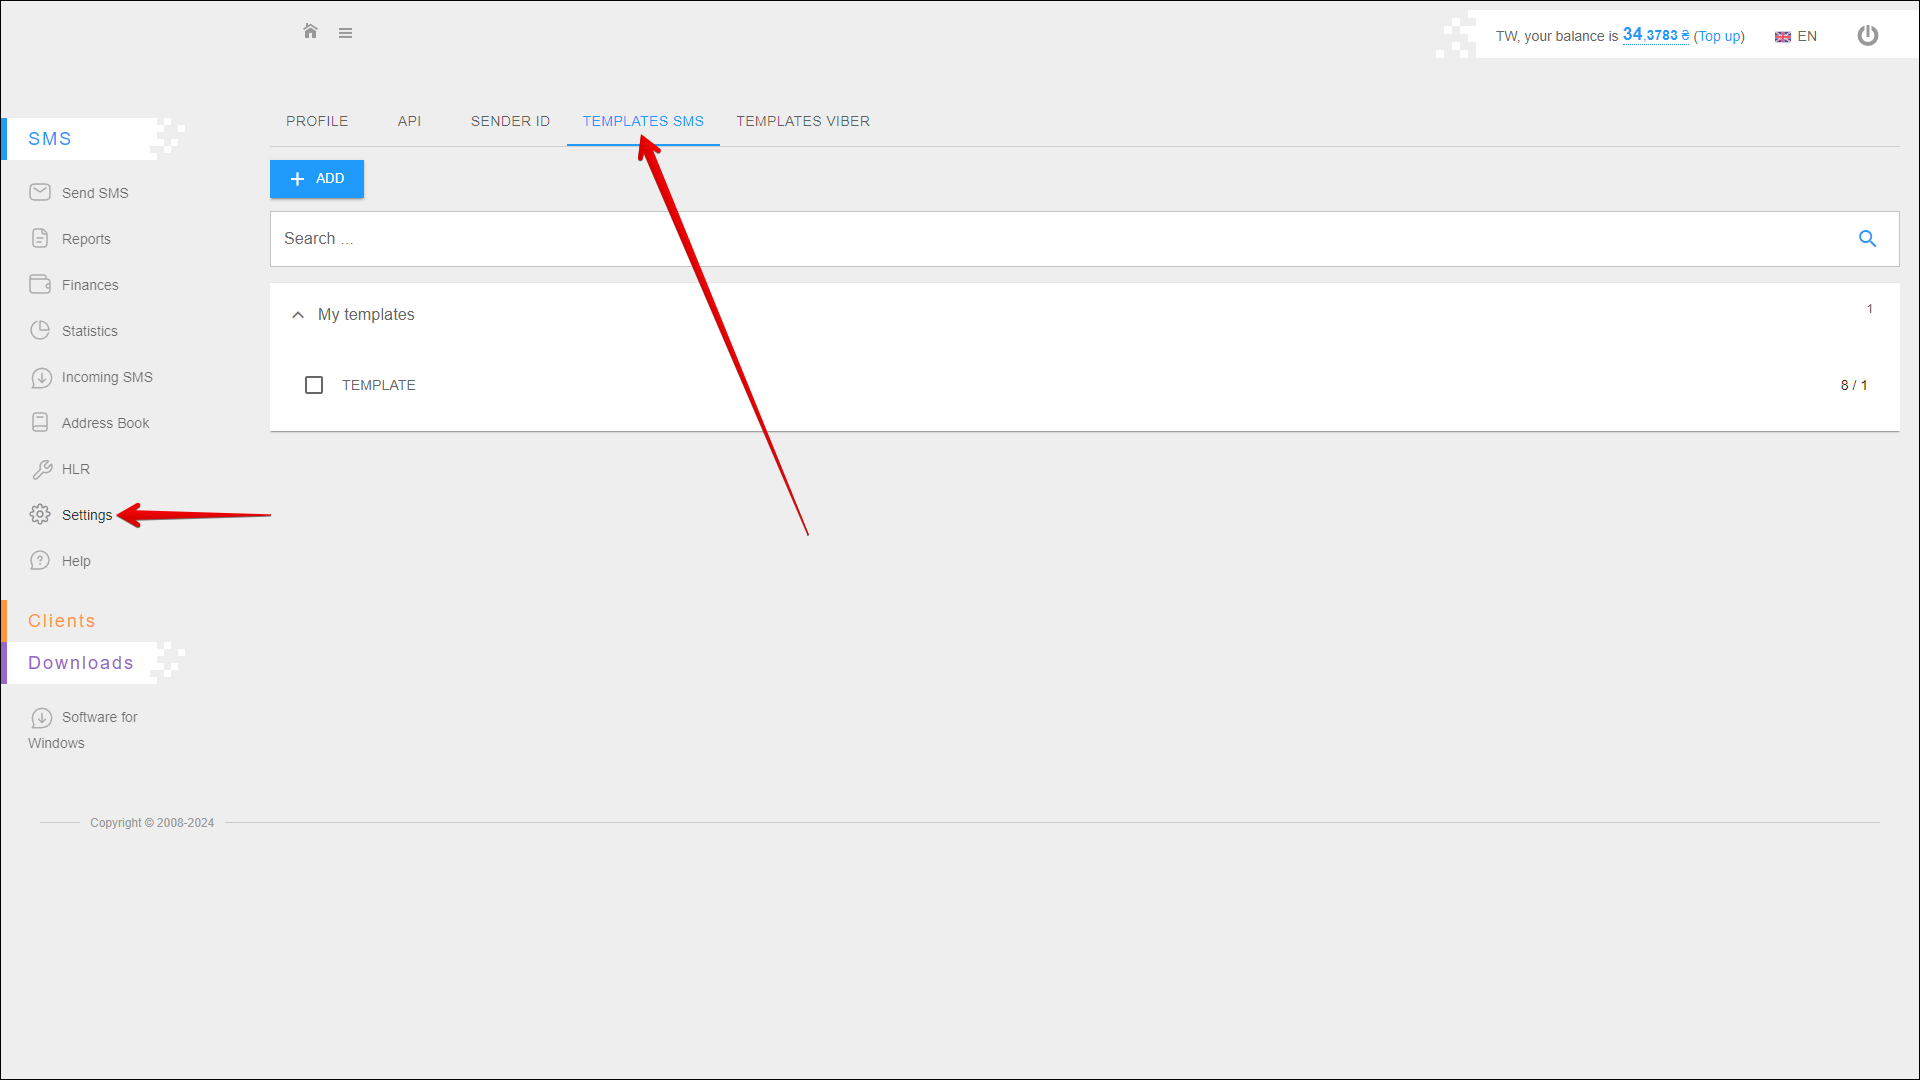 TW, your balance is 34,3783 ₴ (Top up)
EN
SMS
Send SMS
Reports
Finances
Statistics
Incoming SMS
Address Book
HLR
Settings
Help
Clients
Downloads
Software for
Windows
PROFILE
API
SENDER ID
TEMPLATES SMS
TEMPLATES VIBER
+ ADD
Search ...
My templates
1
TEMPLATE
8 / 1
Copyright © 2008-2024